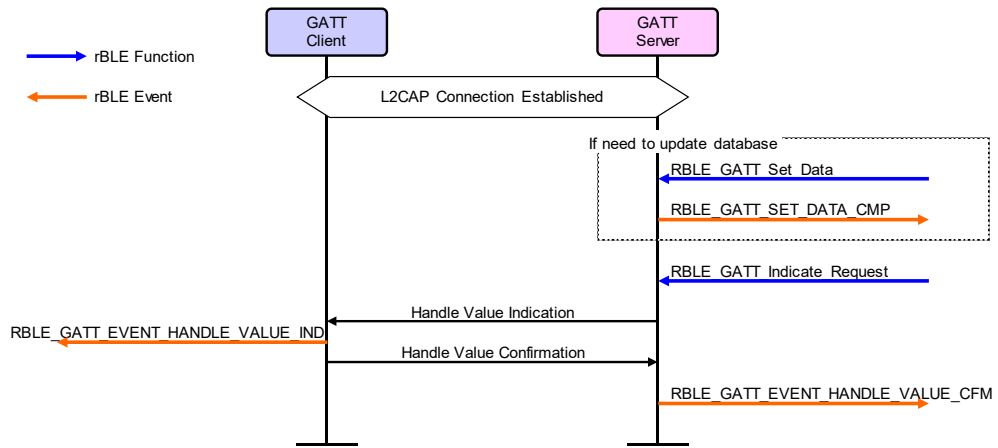 GATT
Client
GATT
Server
rBLE Function
rBLE Event
L2CAP Connection Established
If need to update database
RBLE_GATT_Set_Data
RBLE_GATT_SET_DATA_CMP
RBLE_GATT_Indicate_Request
Handle Value Indication
RBLE_GATT_EVENT_HANDLE_VALUE_IND
Handle Value Confirmation
RBLE_GATT_EVENT_HANDLE_VALUE_CFM